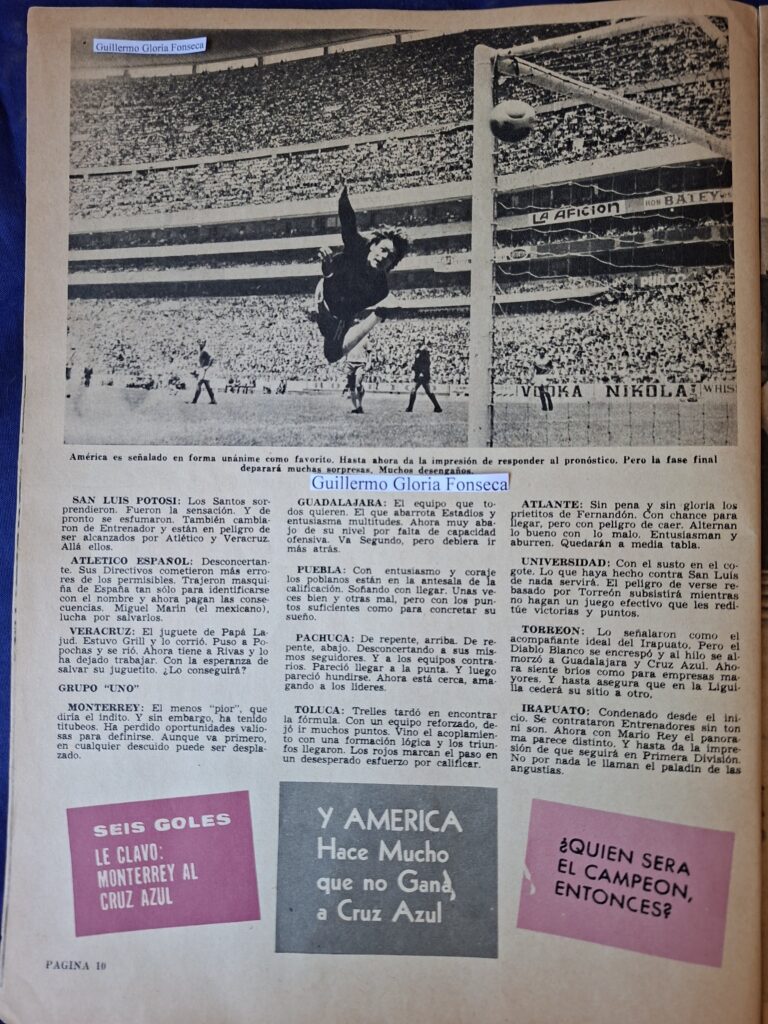 Guillermo Gloria Fonseca
LA AFICION
RON BATEY
VODKA NIKOLAI WHIS
América es señalado en forma unánime como favorito. Hasta ahora da la impresión de responder al pronóstico. Pero la fase final
deparará muchas sorpresas. Muchos desengaños.
Guillermo Gloria Fonseca
SAN LUIS POTOSI: Los Santos sor-
prendieron. Fueron la sensación. Y de
pronto se esfumaron. También cambia-
ron de Entrenador y están en peligro de
ser alcanzados por Atlético y Veracruz.
Allá ellos.
ATLETICO ESPAÑOL: Desconcertan-
te. Sus Directivos cometieron más erro-
res de los permisibles. Trajeron masqui-
ña de España tan sólo para identificarse
con el nombre y ahora pagan las conse-
cuencias. Miguel Marín (el mexicano),
lucha por salvarlos.
VERACRUZ: El juguete de Papá La-
jud. Estuvo Grill y lo corrió. Puso a Po-
pochas y se rió. Ahora tiene a Rivas y lo
ha dejado trabajar. Con la esperanza de
salvar su juguetito. ¿Lo conseguirá?
GRUPO "UNO"
MONTERREY: El menos "pior", que
diría el indito. Y sin embargo, ha tenido
titubeos. Ha perdido oportunidades valio-
sas para definirse. Aunque va primero,
en cualquier descuido puede ser despla-
zado.
GUADALAJARA: El equipo que to-
dos quieren. El que abarrota Estadios y
entusiasma multitudes. Ahora muy aba-
jo de su nivel por falta de capacidad
ofensiva. Va Segundo, pero debiera ir
más atrás.
PUEBLA: Con entusiasmo y coraje
los poblanos están en la antesala de la
calificación. Soñando con llegar. Unas ve-
ces bien y otras mal, pero con los pun-
tos suficientes como para concretar su
sueño.
PACHUCA: De repente, arriba. De re-
pente, abajo. Desconcertando a sus mis-
mos seguidores. Y a los equipos contra-
rios. Pareció llegar a la punta. Y luego
pareció hundirse. Ahora está cerca, ama-
gando a los líderes.
TOLUCA: Trelles tardó en encontrar
la fórmula. Con un equipo reforzado, de-
jó ir muchos puntos. Vino el acoplamien-
to con una formación lógica y los triun-
fos llegaron. Los rojos marcan el paso en
un desesperado esfuerzo por calificar.
ATLANTE: Sin pena y sin gloria los
prietitos de Fernandón. Con chance para
llegar, pero con peligro de caer. Alternan
lo bueno con lo malo. Entusiasman y
aburren. Quedarán a media tabla.
UNIVERSIDAD: Con el susto en el co-
gote. Lo que haya hecho contra San Luis
de nada servirá. El peligro de verse re-
basado por Torreón subsistirá mientras
no hagan un juego efectivo que les redi-
túe victorias y puntos.
TORREON: Lo señalaron como el
acompañante ideal del Irapuato. Pero el
Diablo Blanco se encrespó y al hilo se al-
morzó a Guadalajara y Cruz Azul. Aho-
ra siente bríos como para empresas ma-
yores. Y hasta asegura que en la Ligui-
lla cederá su sitio a otro.
IRAPUATO: Condenado desde el ini-
cio. Se contrataron Entrenadores sin ton
ni son. Ahora con Mario Rey el panora-
ma parece distinto. Y hasta da la impre-
sión de que seguirá en Primera División.
No por nada le llaman el paladín de las
angustias.
SEIS GOLES
LE CLAVO:
MONTERREY AL
CRUZ AZUL
Y AMERICA
Hace Mucho
que no Gana
a Cruz Azul
¿QUIEN SERA
EL CAMPEON,
ENTONCES?
PAGINA 10